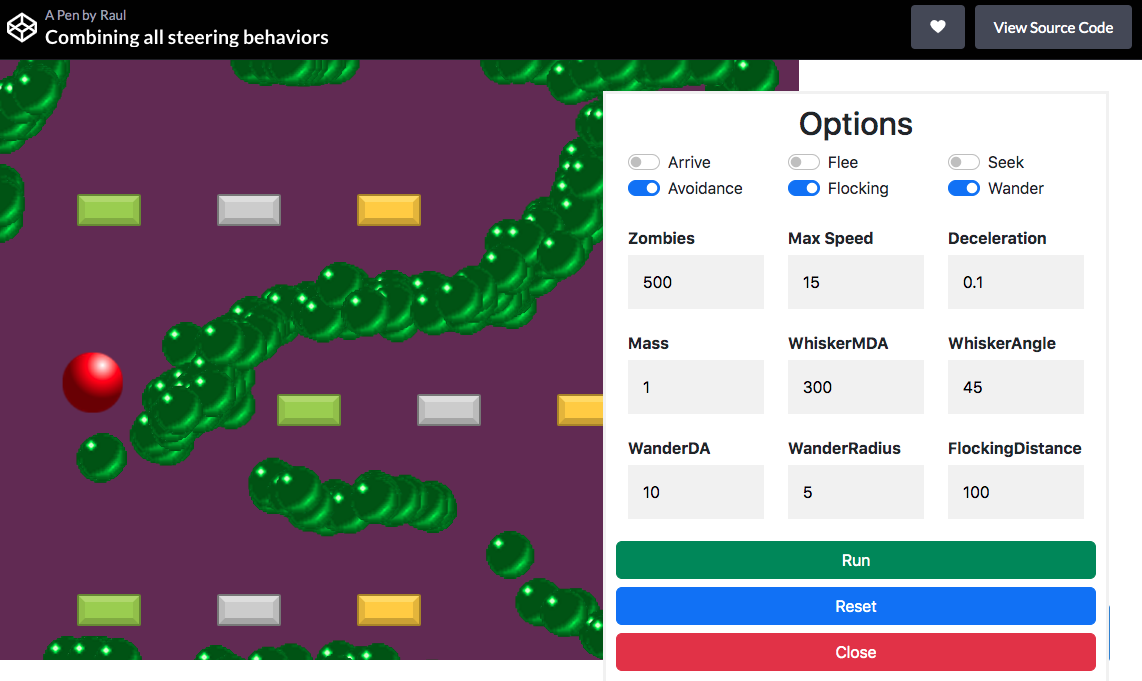 A Pen by Raul
Combining all steering behaviors
View Source Code
Options
Arrive Flee Seek
Avoidance Flocking Wander
Zombies Max Speed Deceleration
500 15 0.1
Mass WhiskerMDA WhiskerAngle
1 300 45
WanderDA WanderRadius FlockingDistance
10 5 100
Run
Reset
Close